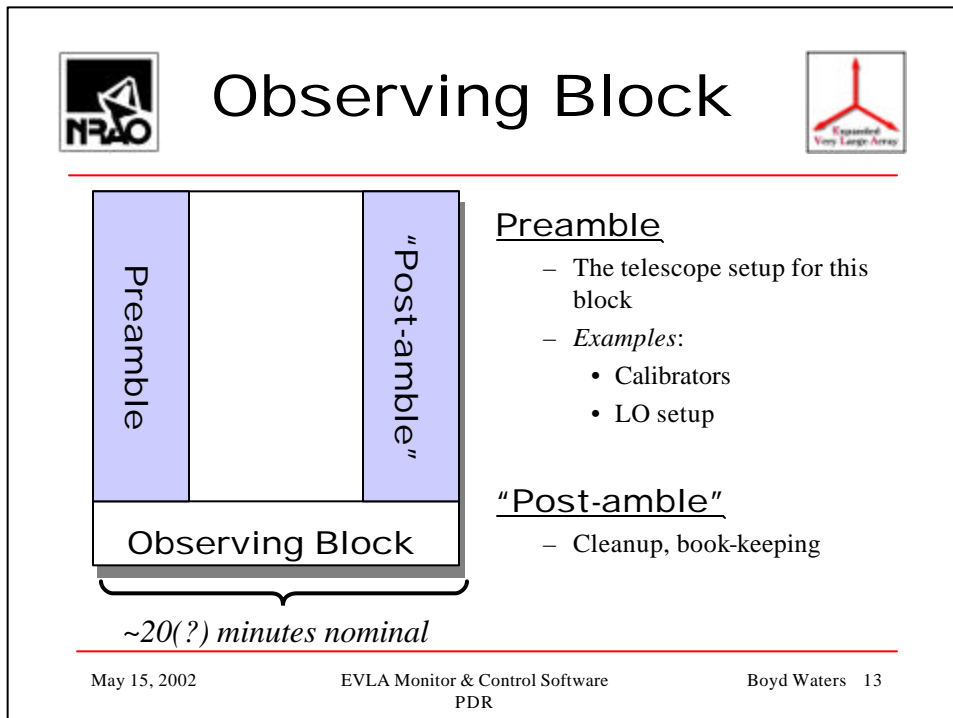 NRAO
Observing Block
Expanded
Very Large Array
Preamble
"Post-amble"
Observing Block
~20(?) minutes nominal
Preamble
– The telescope setup for this
block
– Examples:
• Calibrators
• LO setup
"Post-amble"
– Cleanup, book-keeping
May 15, 2002
EVLA Monitor & Control Software
PDR
Boyd Waters 13